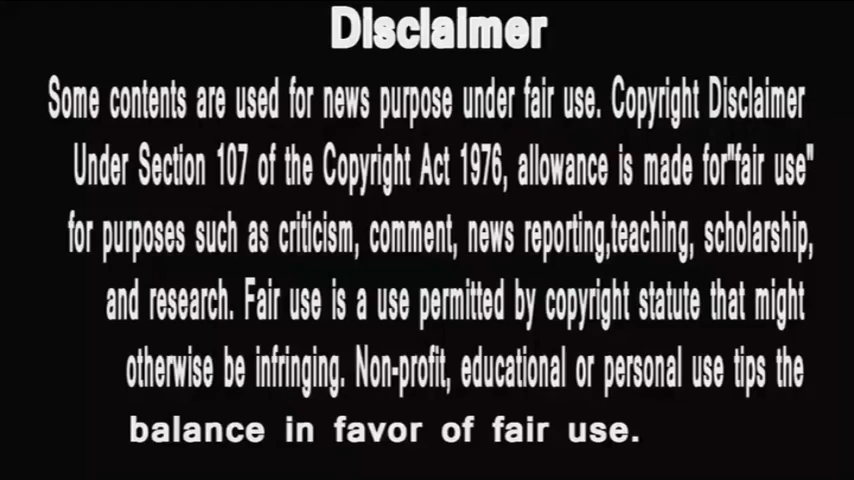 Disclaimer
Some contents are used for news purpose under fair use. Copyright Disclaimer
Under Section 107 of the Copyright Act 1976, allowance is made for"fair use"
for purposes such as criticism, comment, news reporting,teaching, scholarship,
and research. Fair use is a use permitted by copyright statute that might
otherwise be infringing. Non-profit, educational or personal use tips the
balance in favor of fair use.